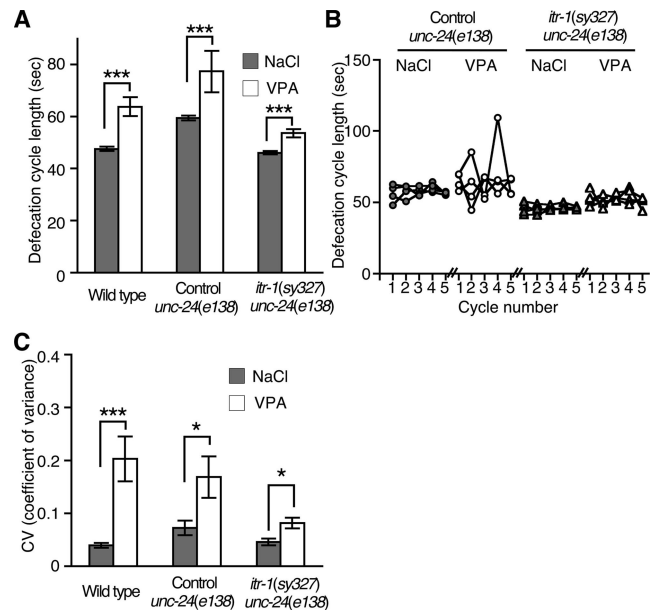 A
Defecation cycle length (sec)
80
60
40
20
0
***
***
***
NaCl
VPA
Wild type
Control
unc-24(e138)
itr-1(sy327)
unc-24(e138)
B
Control
unc-24(e138)
itr-1(sy327)
unc-24(e138)
NaCl VPA NaCl VPA
Defecation cycle length (sec)
150
100
50
0
1 2 3 4 5 1 2 3 4 5 1 2 3 4 5 1 2 3 4 5
Cycle number
C
CV (coefficient of variance)
0.4
0.3
0.2
0.1
0
***
*
*
NaCl
VPA
Wild type
Control
unc-24(e138)
itr-1(sy327)
unc-24(e138)